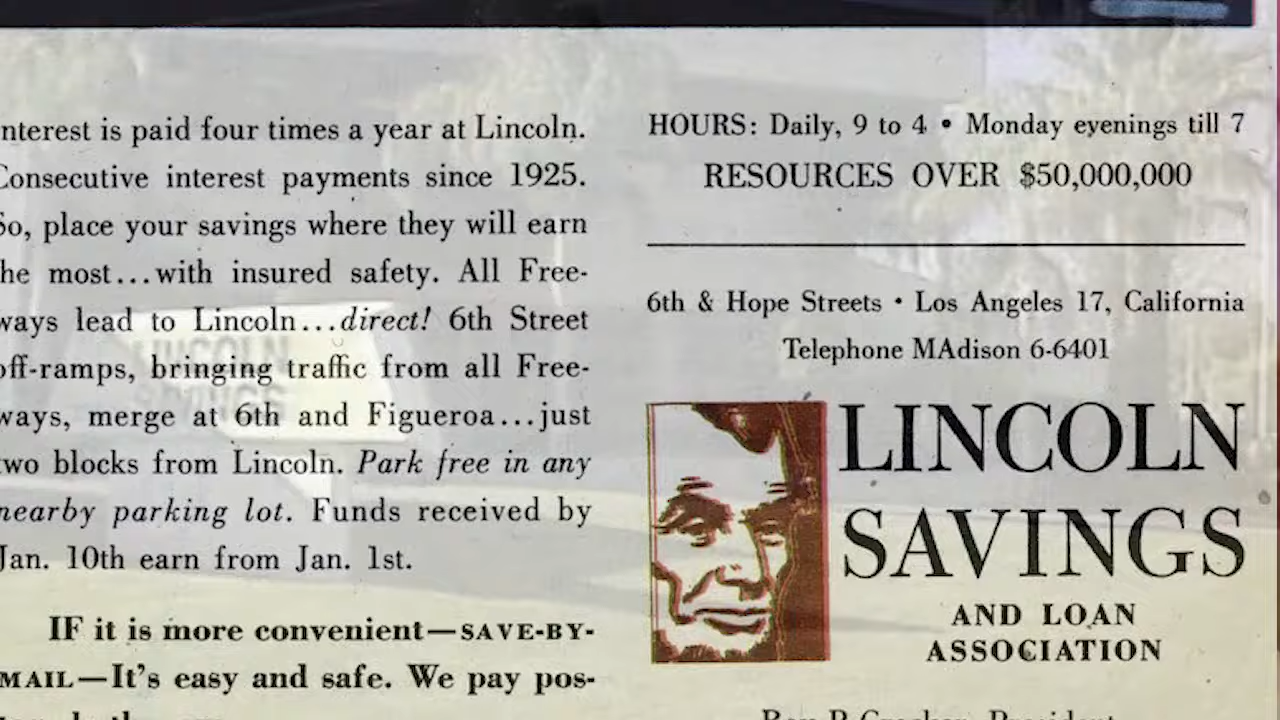 nterest is paid four times a year at Lincoln.
Consecutive interest payments since 1925.
So, place your savings where they will earn
he most...with insured safety. All Free-
ways lead to Lincoln...direct! 6th Street
off-ramps, bringing traffic from all Free-
ways, merge at 6th and Figueroa...just
two blocks from Lincoln. Park free in any
nearby parking lot. Funds received by
Jan. 10th earn from Jan. 1st.
IF it is more convenient—SAVE-BY-
MAIL—It's easy and safe. We pay pos-
HOURS: Daily, 9 to 4 • Monday evenings till 7
RESOURCES OVER $50,000,000
6th & Hope Streets • Los Angeles 17, California
Telephone MAdison 6-6401
LINCOLN
SAVINGS
AND LOAN
ASSOCIATION
President
LINCOLN
SAVINGS